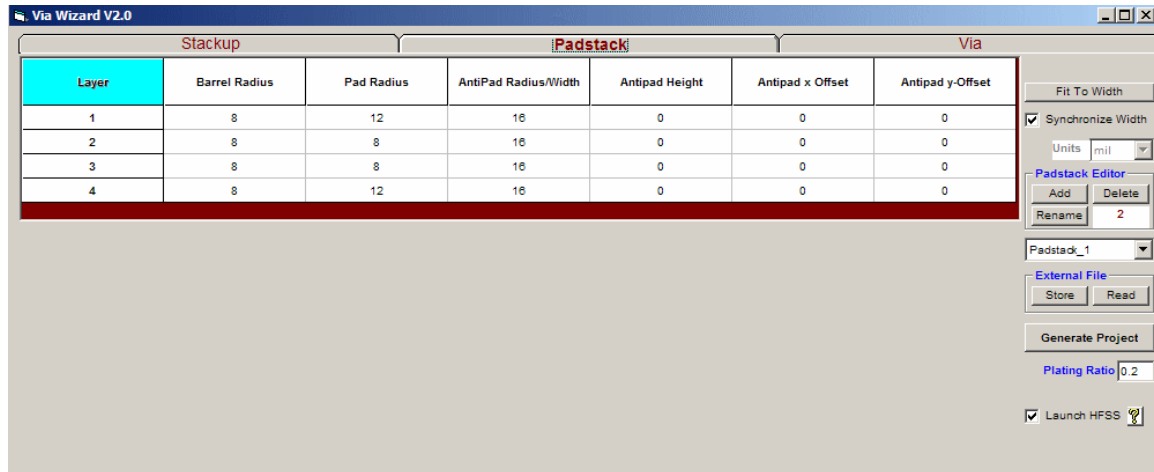 Via Wizard V2.0
Stackup Padstack Via
Layer Barrel Radius Pad Radius AntiPad Radius/Width Antipad Height Antipad x Offset Antipad y-Offset
1 8 12 16 0 0 0
2 8 8 16 0 0 0
3 8 8 16 0 0 0
4 8 12 16 0 0 0
Fit To Width
Synchronize Width
Units mil
Padstack Editor
Add Delete
Rename 2
Padstack_1
External File
Store Read
Generate Project
Plating Ratio 0.2
Launch HFSS ?